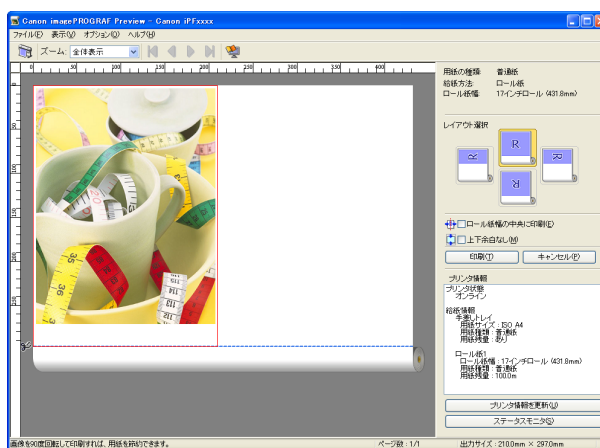 Canon imagePROGRAF Preview - Canon iPFxxxx
ファイル(F) 表示(V) オプション(O) ヘルプ(H)
ズーム: 全体表示
0 50 100 150 200 250 300 350 400
用紙の種類: 普通紙
給紙方法: ロール紙
ロール紙幅: 17インチロール (431.8mm)
レイアウト選択
R
R
R
R
ロール紙幅の中央に印刷(E)
上下余白なし(M)
印刷(T) キャンセル(P)
プリンタ情報
プリンタ状態
オンライン
給紙情報
手差しトレイ
用紙サイズ : ISO A4
用紙種類 : 普通紙
用紙残量 : あり
ロール紙1
ロール紙幅 : 17インチロール (431.8mm)
用紙種類 : 普通紙
用紙残量 : 100.0m
プリンタ情報を更新(U)
ステータスモニタ(S)
画像を90度回転して印刷すれば、用紙を節約できます。 ページ数 : 1/1 出力サイズ : 210.0mm × 297.0mm